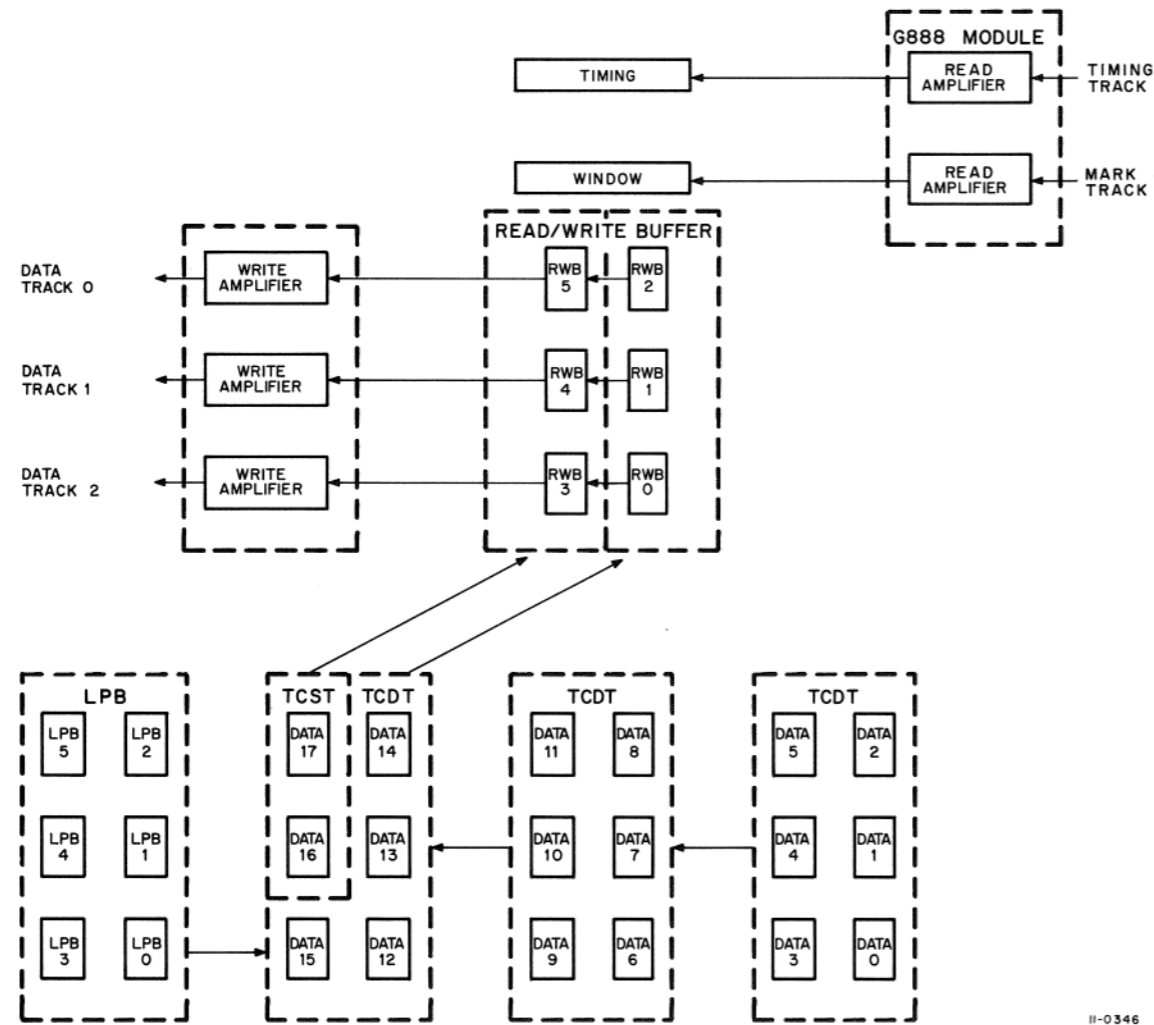 G888 MODULE
TIMING
READ
AMPLIFIER
TIMING
TRACK
WINDOW
READ
AMPLIFIER
MARK
TRACK
READ/WRITE BUFFER
DATA
TRACK 0
WRITE
AMPLIFIER
RWB
5
RWB
2
DATA
TRACK 1
WRITE
AMPLIFIER
RWB
4
RWB
1
DATA
TRACK 2
WRITE
AMPLIFIER
RWB
3
RWB
0
LPB
LPB
5
LPB
2
LPB
4
LPB
1
LPB
3
LPB
0
TCST
TCDT
DATA
17
DATA
14
DATA
16
DATA
13
DATA
15
DATA
12
TCDT
DATA
11
DATA
8
DATA
10
DATA
7
DATA
9
DATA
6
TCDT
DATA
5
DATA
2
DATA
4
DATA
1
DATA
3
DATA
0
11-0346